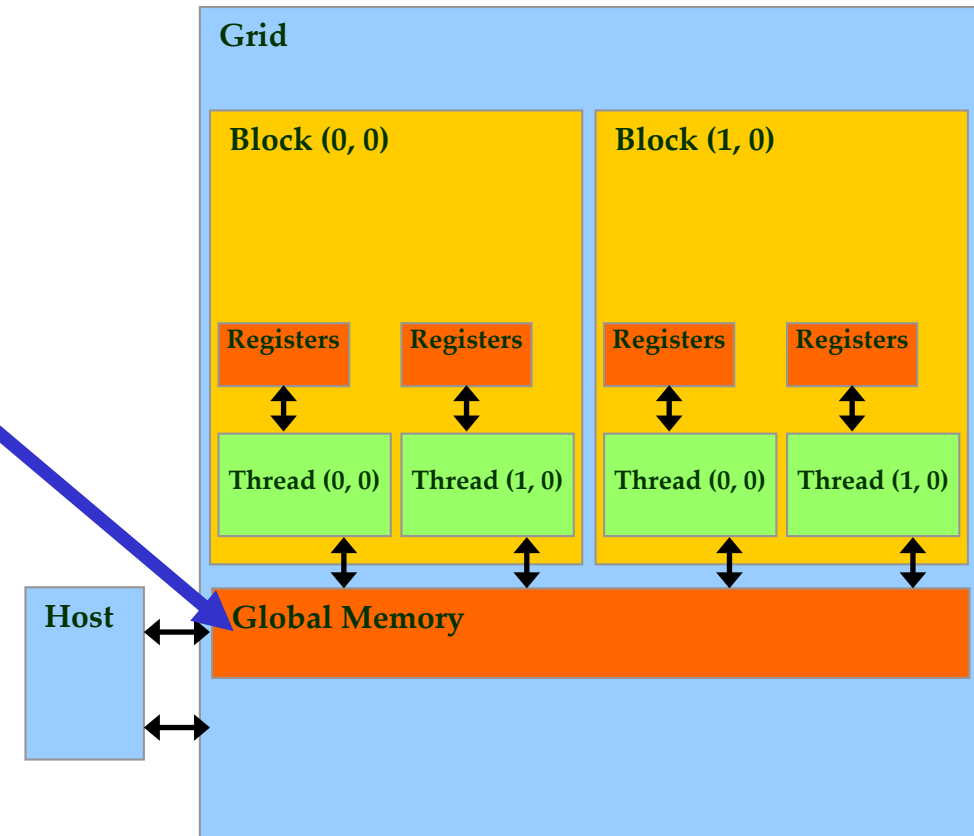 Grid
Block (0, 0)
Block (1, 0)
Registers
Registers
Registers
Registers
Thread (0, 0)
Thread (1, 0)
Thread (0, 0)
Thread (1, 0)
Host
Global Memory